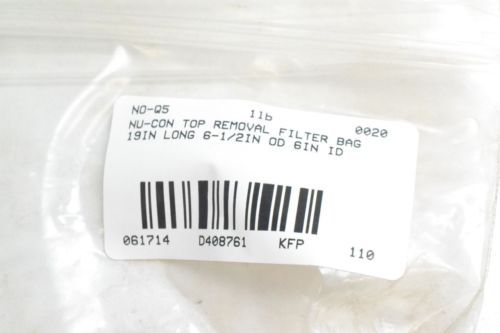 NO-Q5 11b 0020
NU-CON TOP REMOVAL FILTER BAG
19IN LONG 6-1/2IN OD 6IN ID
061714 D408761 KFP 110